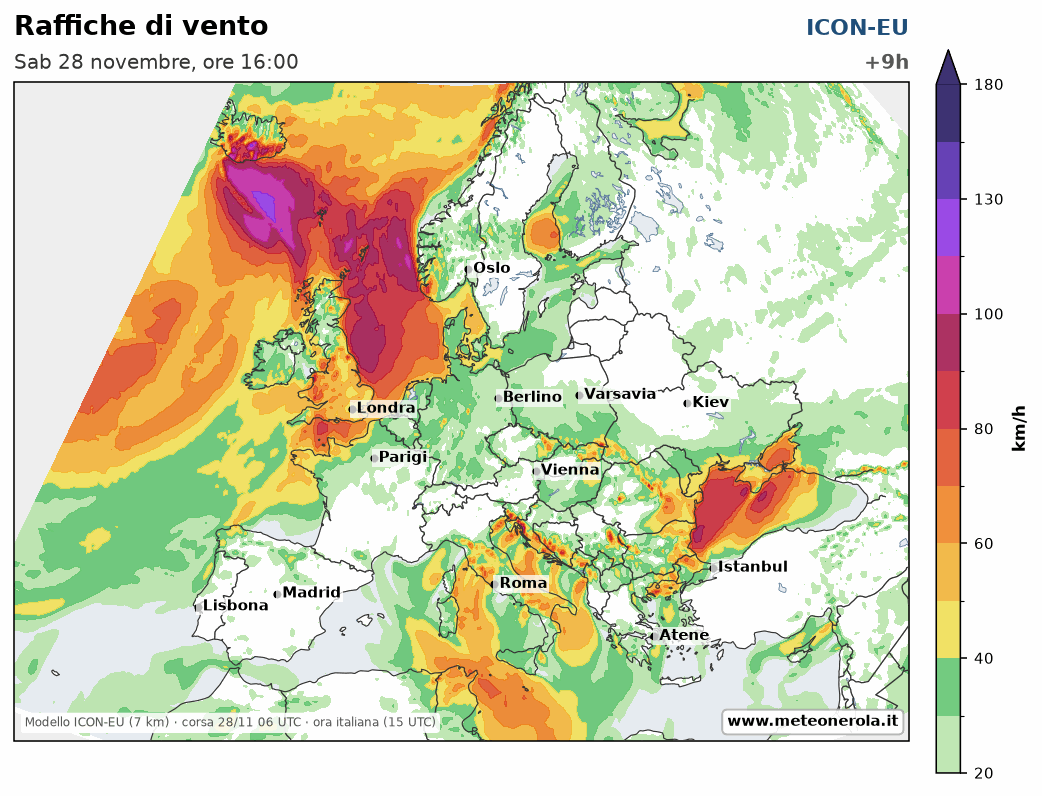 Raffiche di vento
ICON-EU
Sab 28 novembre, ore 16:00
+9h
180
130
100
80
60
40
20
km/h
Oslo
Londra
Berlino
Varsavia
Kiev
Parigi
Vienna
Istanbul
Roma
Madrid
Lisbona
Atene
Modello ICON-EU (7 km) · corsa 28/11 06 UTC · ora italiana (15 UTC)
www.meteonerola.it